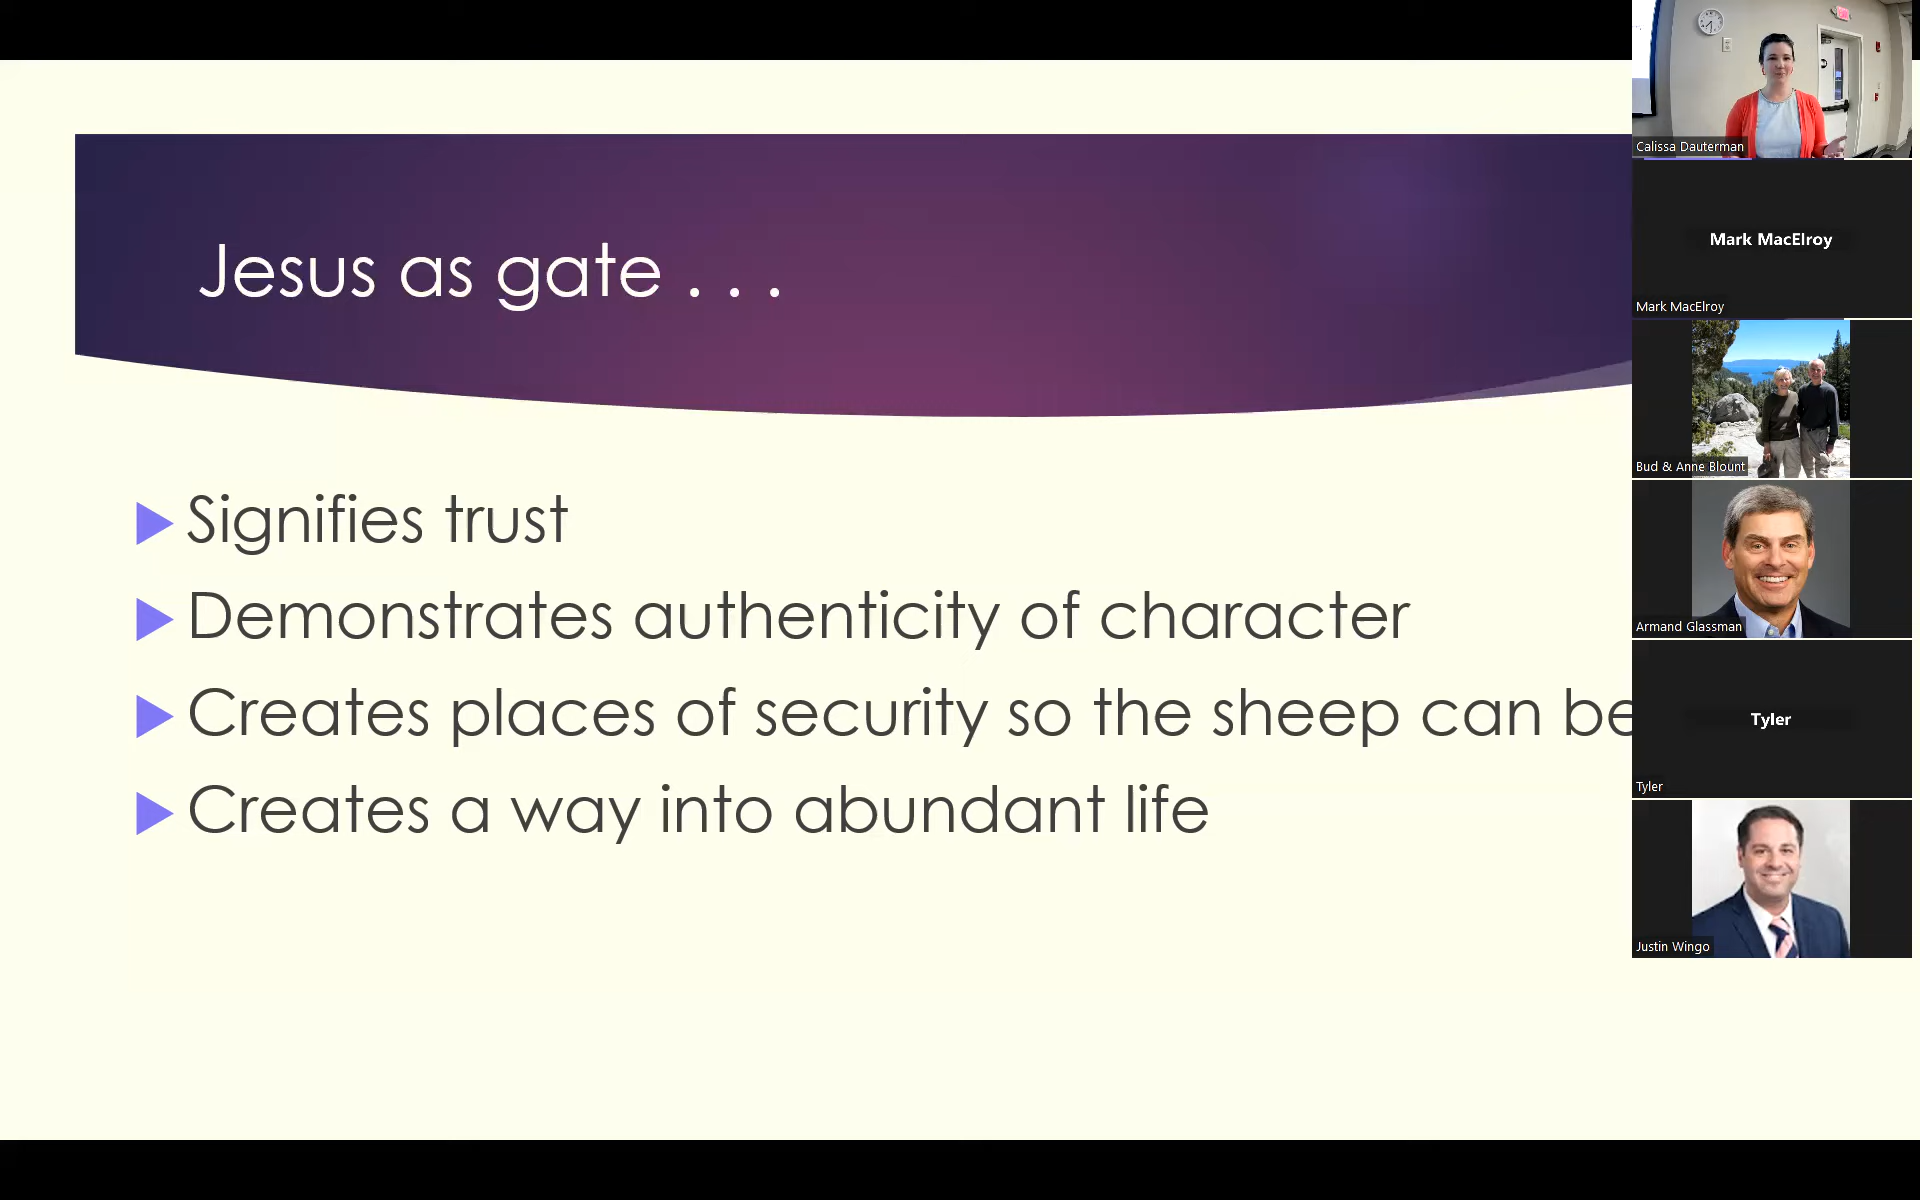 Jesus as gate . . .
Signifies trust
Demonstrates authenticity of character
Creates places of security so the sheep can be
Creates a way into abundant life
Calissa Dauterman
Mark MacElroy
Mark MacElroy
Bud & Anne Blount
Armand Glassman
Tyler
Tyler
Justin Wingo